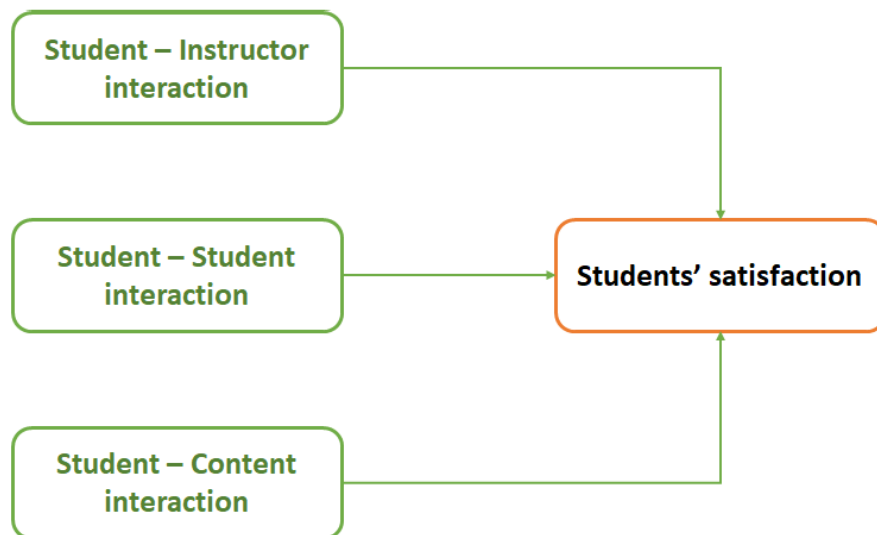 Student – Instructor
interaction
Student – Student
interaction
Students’ satisfaction
Student – Content
interaction